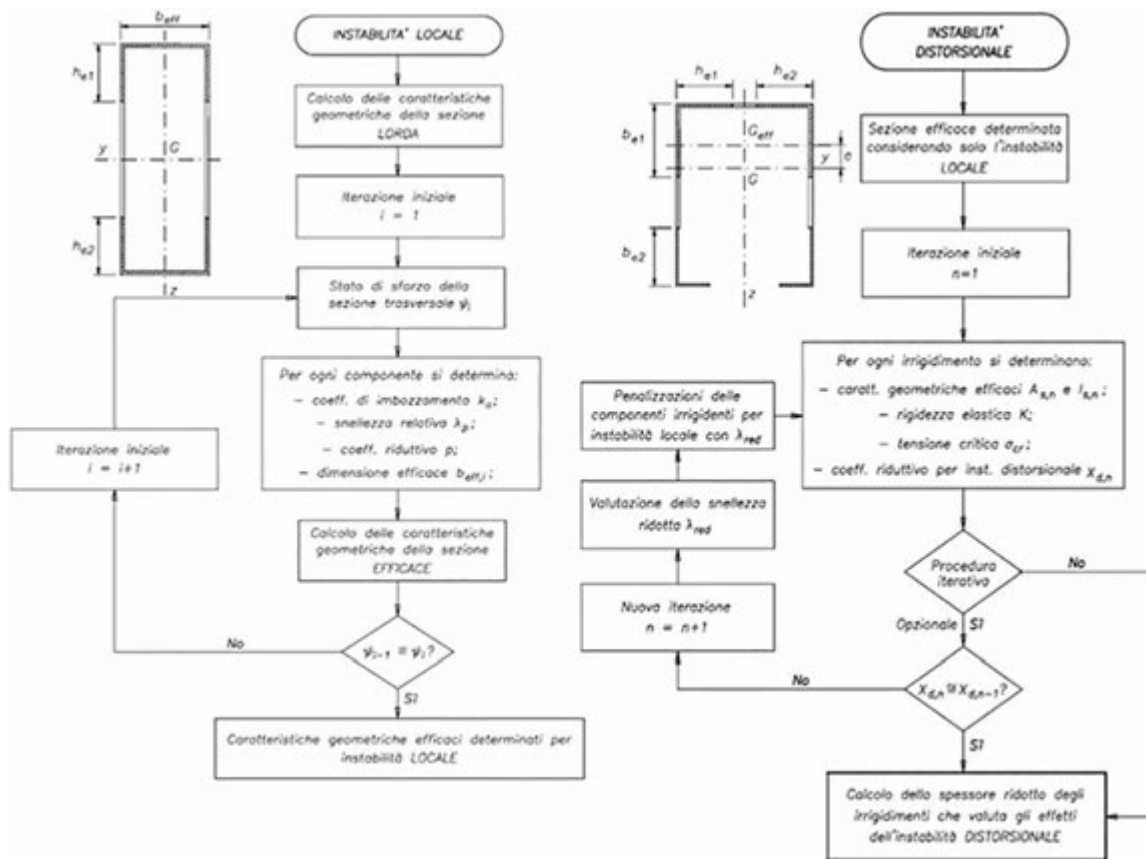 b_eff
h_e1
y
G
h_e2
z
INSTABILITA' LOCALE
Calcolo delle caratteristiche
geometriche della sezione
LORDA
Iterazione iniziale
i = 1
Stato di sforzo della
sezione trasversale ψ_i
Per ogni componente si determina:
– coeff. di imbozzamento k_σ;
– snellezza relativa λ_p;
– coeff. riduttivo ρ;
– dimensione efficace b_eff,i;
Iterazione iniziale
i = i+1
Calcolo delle caratteristiche
geometriche della sezione
EFFICACE
ψ_i-1 ≅ ψ_i?
No
SI
Caratteristiche geometriche efficaci determinati per
instabilità LOCALE
h_e1
h_e2
b_e1
G_eff
y
e
G
b_e2
z
INSTABILITA'
DISTORSIONALE
Sezione efficace determinata
considerando solo l'instabilità
LOCALE
Iterazione iniziale
n=1
Per ogni irrigidimento si determinano:
– caratt. geometriche efficaci A_s,n e I_s,n;
– rigidezza elastica K;
– tensione critica σ_cr;
– coeff. riduttivo per inst. distorsionale χ_d,n
Penalizzazioni delle
componenti irrigidenti per
instabilità locale con λ_red
Valutazione della snellezza
ridotta λ_red
Nuova iterazione
n = n+1
Procedura
iterativa
No
Opzionale
SI
χ_d,n ≅ χ_d,n-1?
No
SI
Calcolo dello spessore ridotto degli
irrigidimenti che valuta gli effetti
dell'instabilità DISTORSIONALE